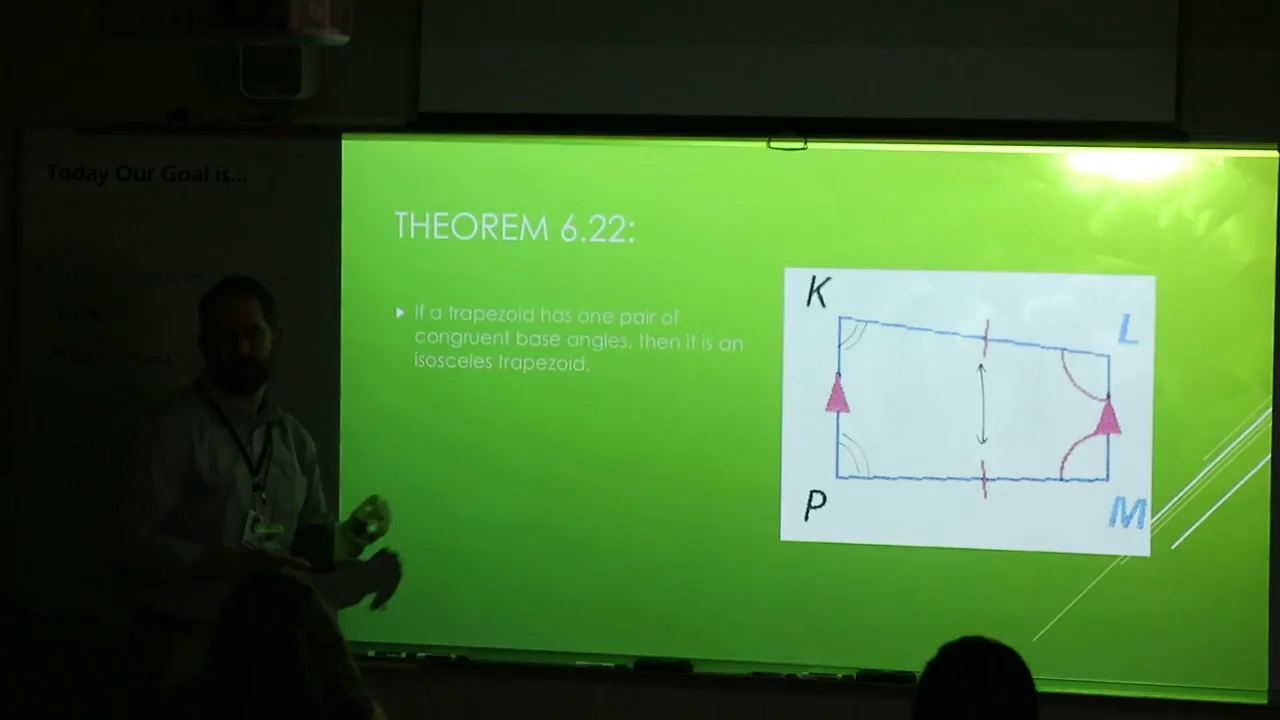 Today Our Goal is...
THEOREM 6.22:
If a trapezoid has one pair of
congruent base angles, then it is an
isosceles trapezoid.
K
L
P
M